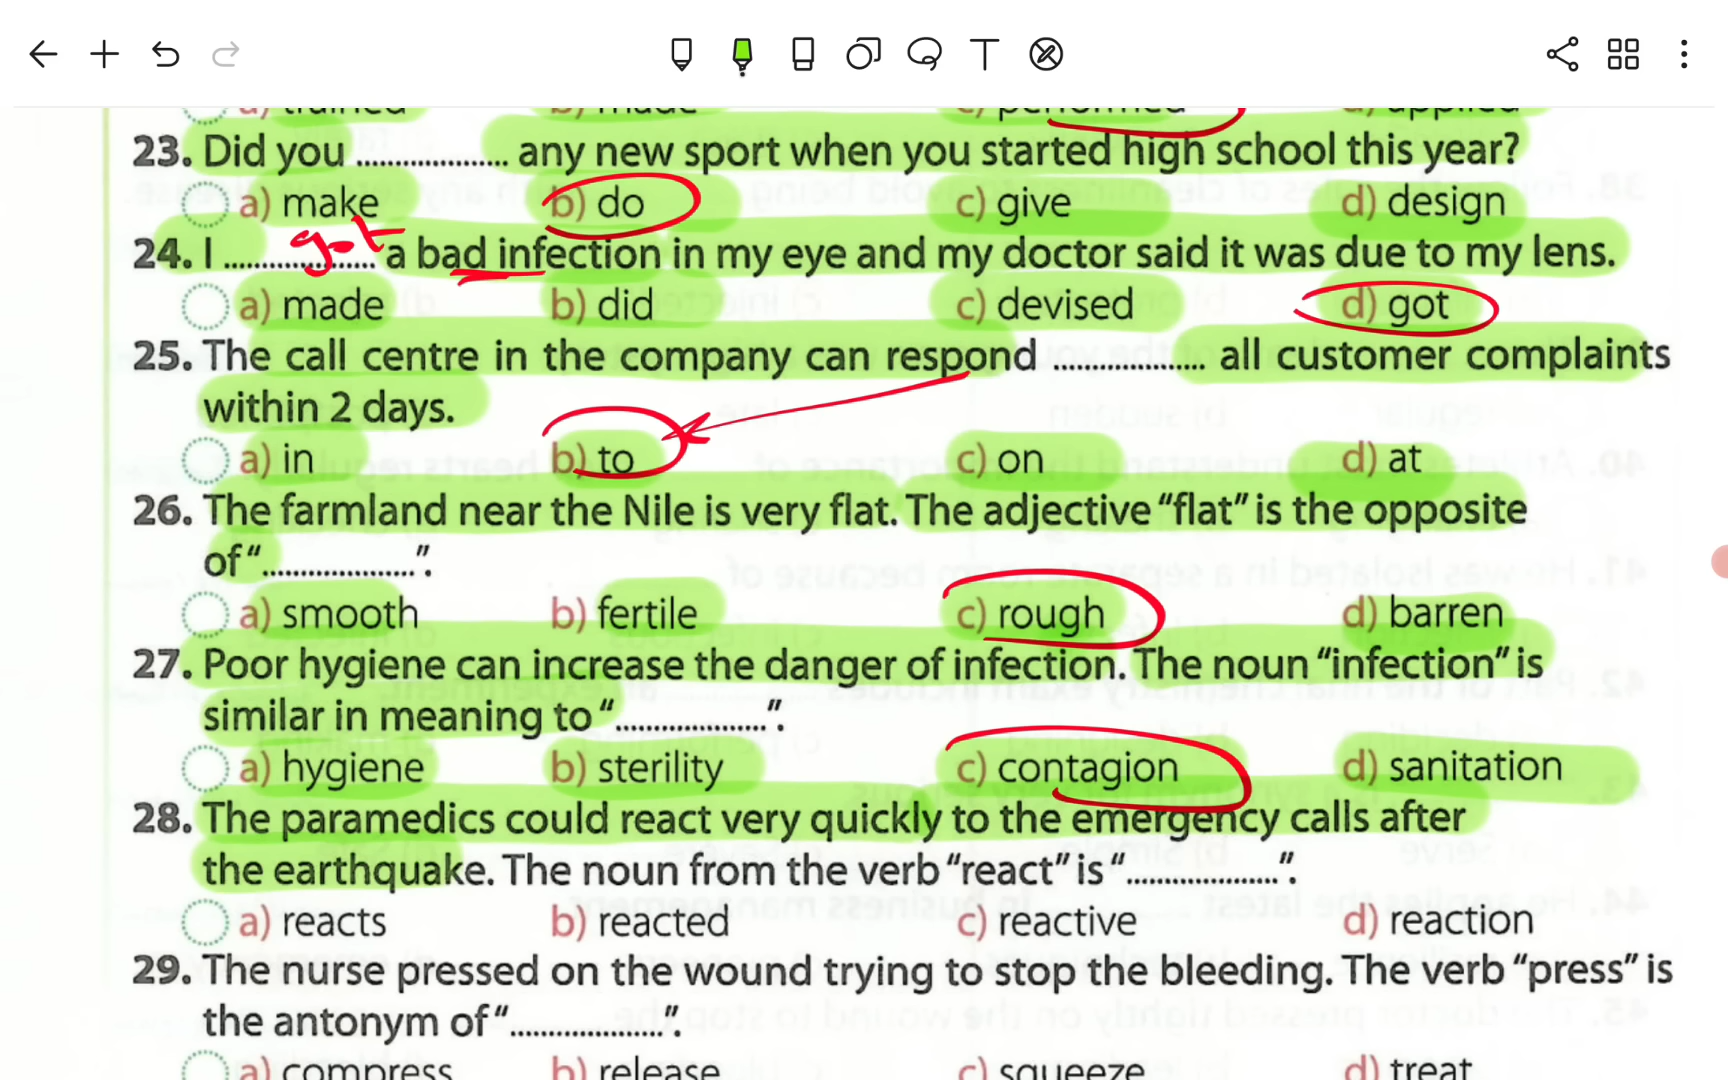 a) trained b) made c) performed d) applied
23. Did you ................... any new sport when you started high school this year?
a) make b) do c) give d) design
got
24. I ................... a bad infection in my eye and my doctor said it was due to my lens.
a) made b) did c) devised d) got
25. The call centre in the company can respond ................... all customer complaints
within 2 days.
a) in b) to c) on d) at
26. The farmland near the Nile is very flat. The adjective “flat” is the opposite
of “...................”.
a) smooth b) fertile c) rough d) barren
27. Poor hygiene can increase the danger of infection. The noun “infection” is
similar in meaning to “...................”.
a) hygiene b) sterility c) contagion d) sanitation
28. The paramedics could react very quickly to the emergency calls after
the earthquake. The noun from the verb “react” is “...................”.
a) reacts b) reacted c) reactive d) reaction
29. The nurse pressed on the wound trying to stop the bleeding. The verb “press” is
the antonym of “...................”.
a) compress b) release c) squeeze d) treat